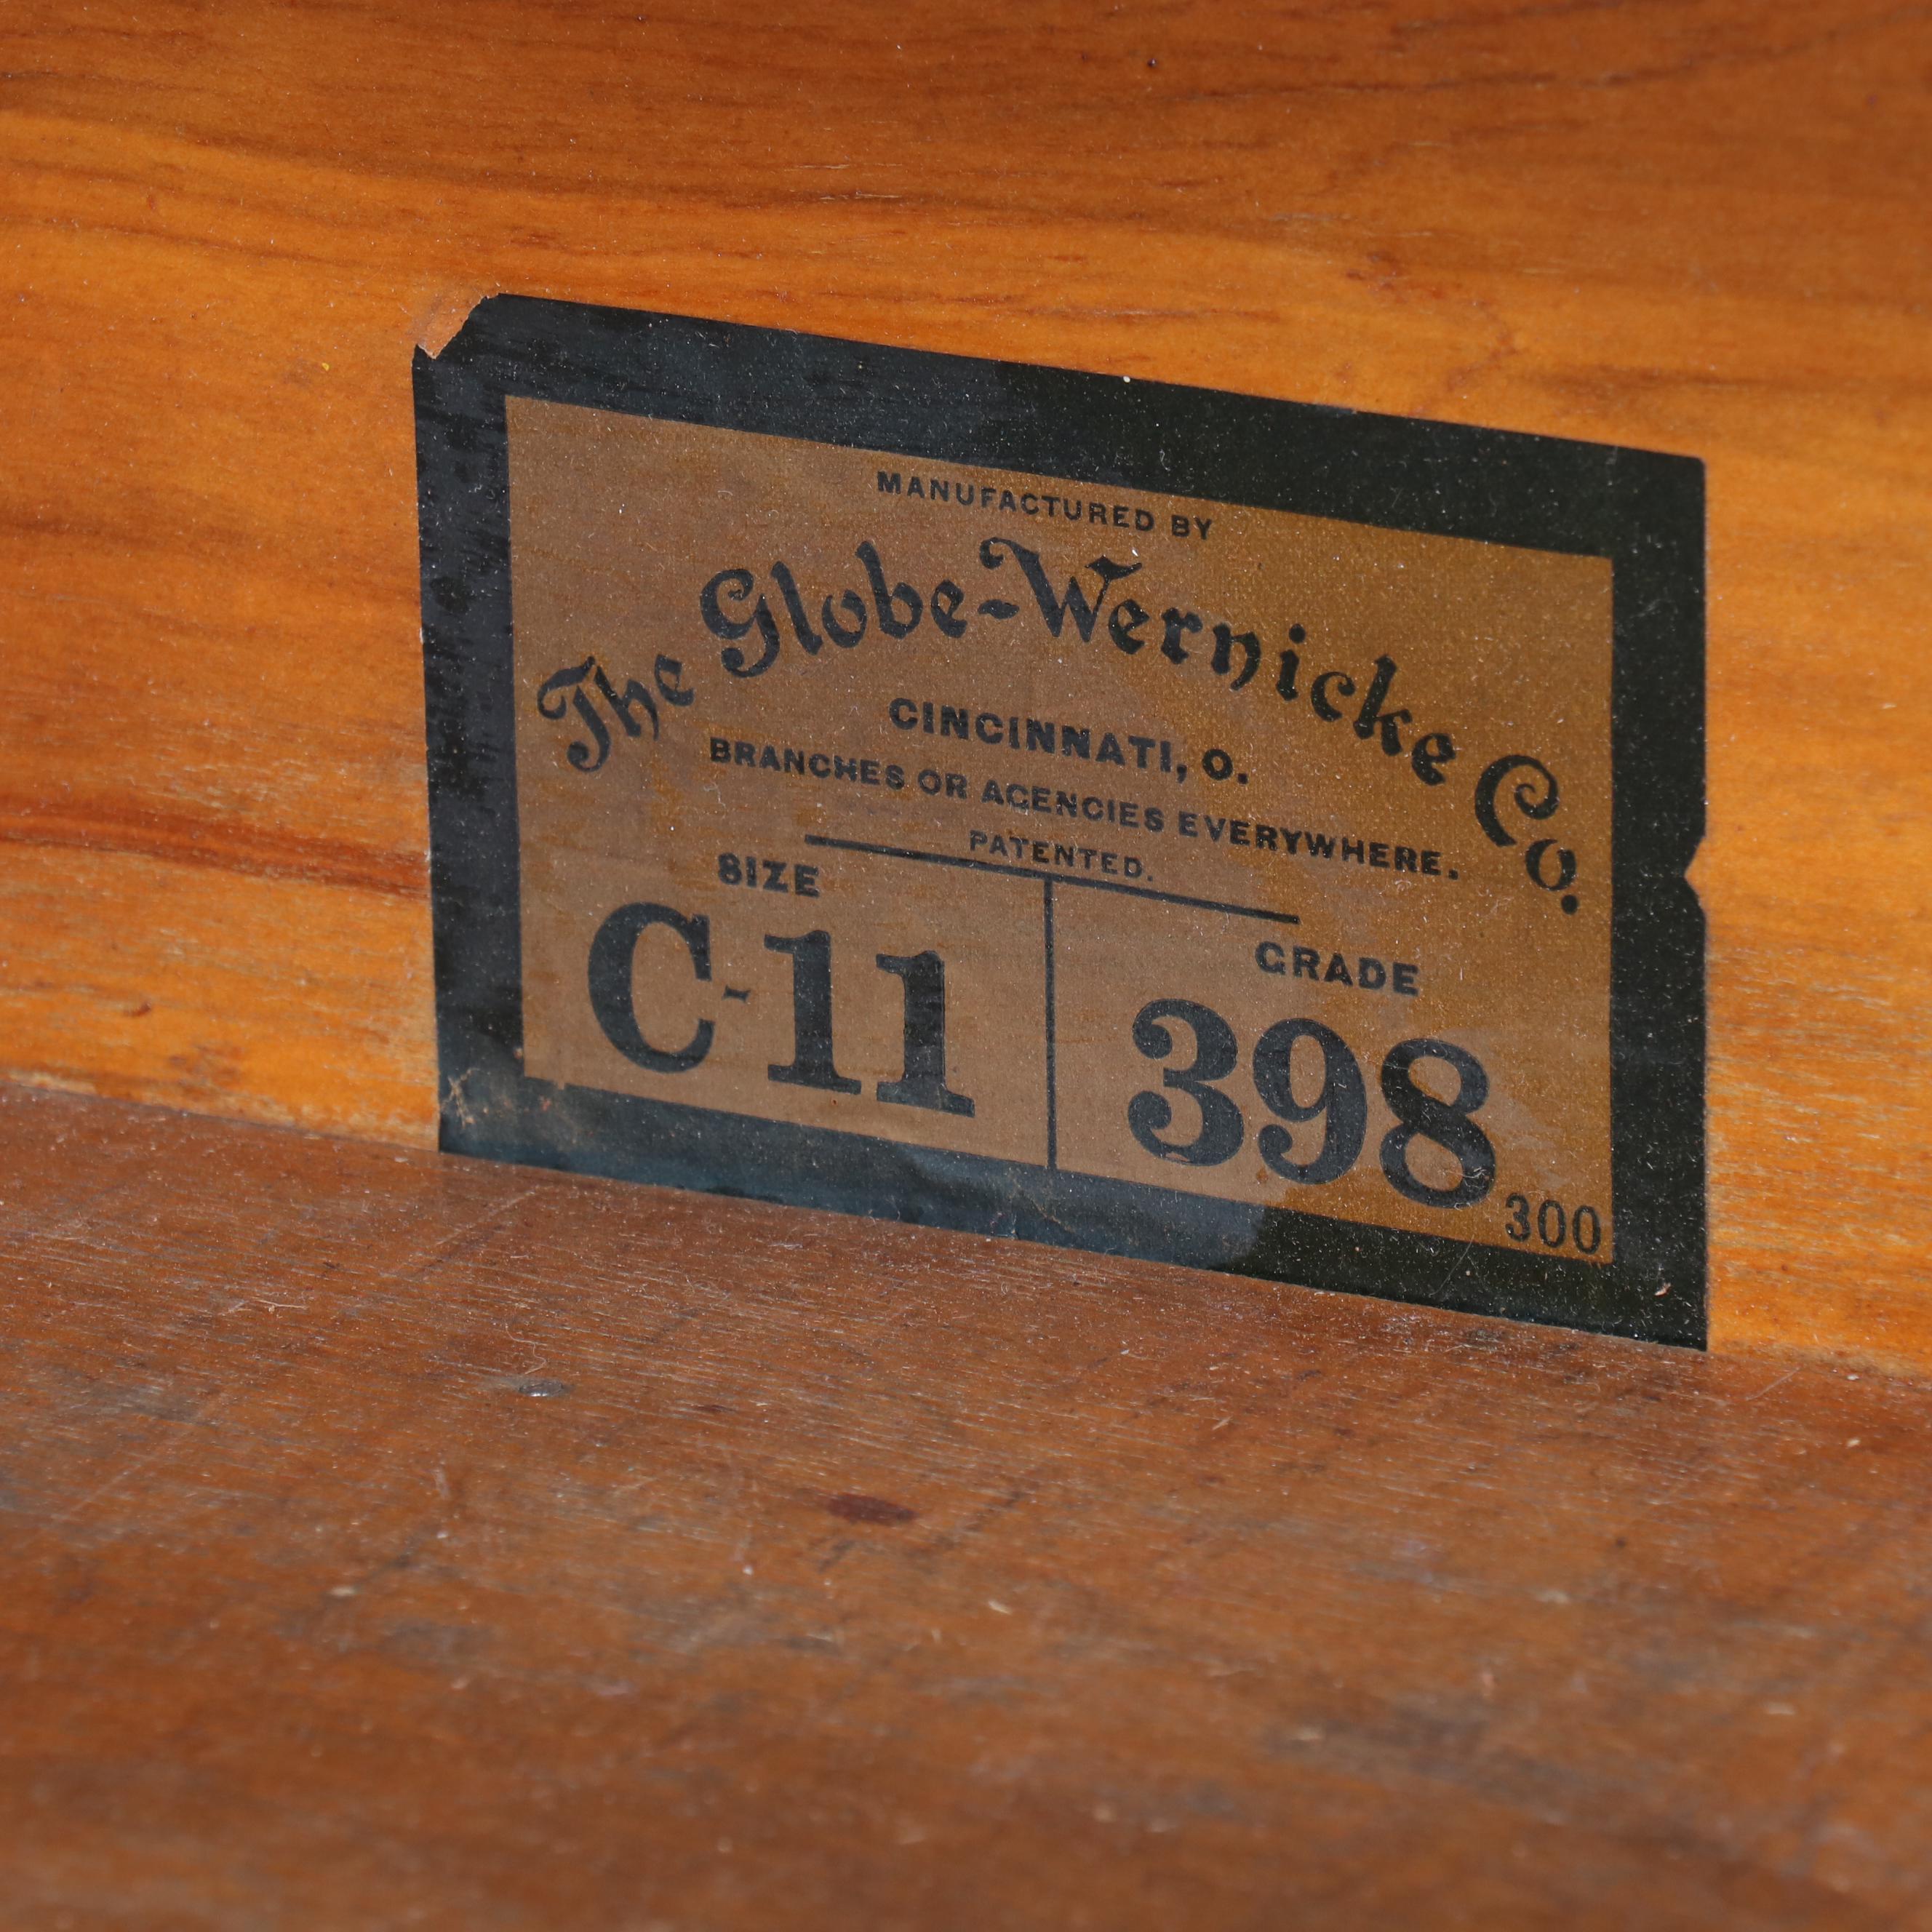 MANUFACTURED BY
The Globe-Wernicke Co.
CINCINNATI, O.
BRANCHES OR AGENCIES EVERYWHERE.
PATENTED.
SIZE
C-11
GRADE
398
300